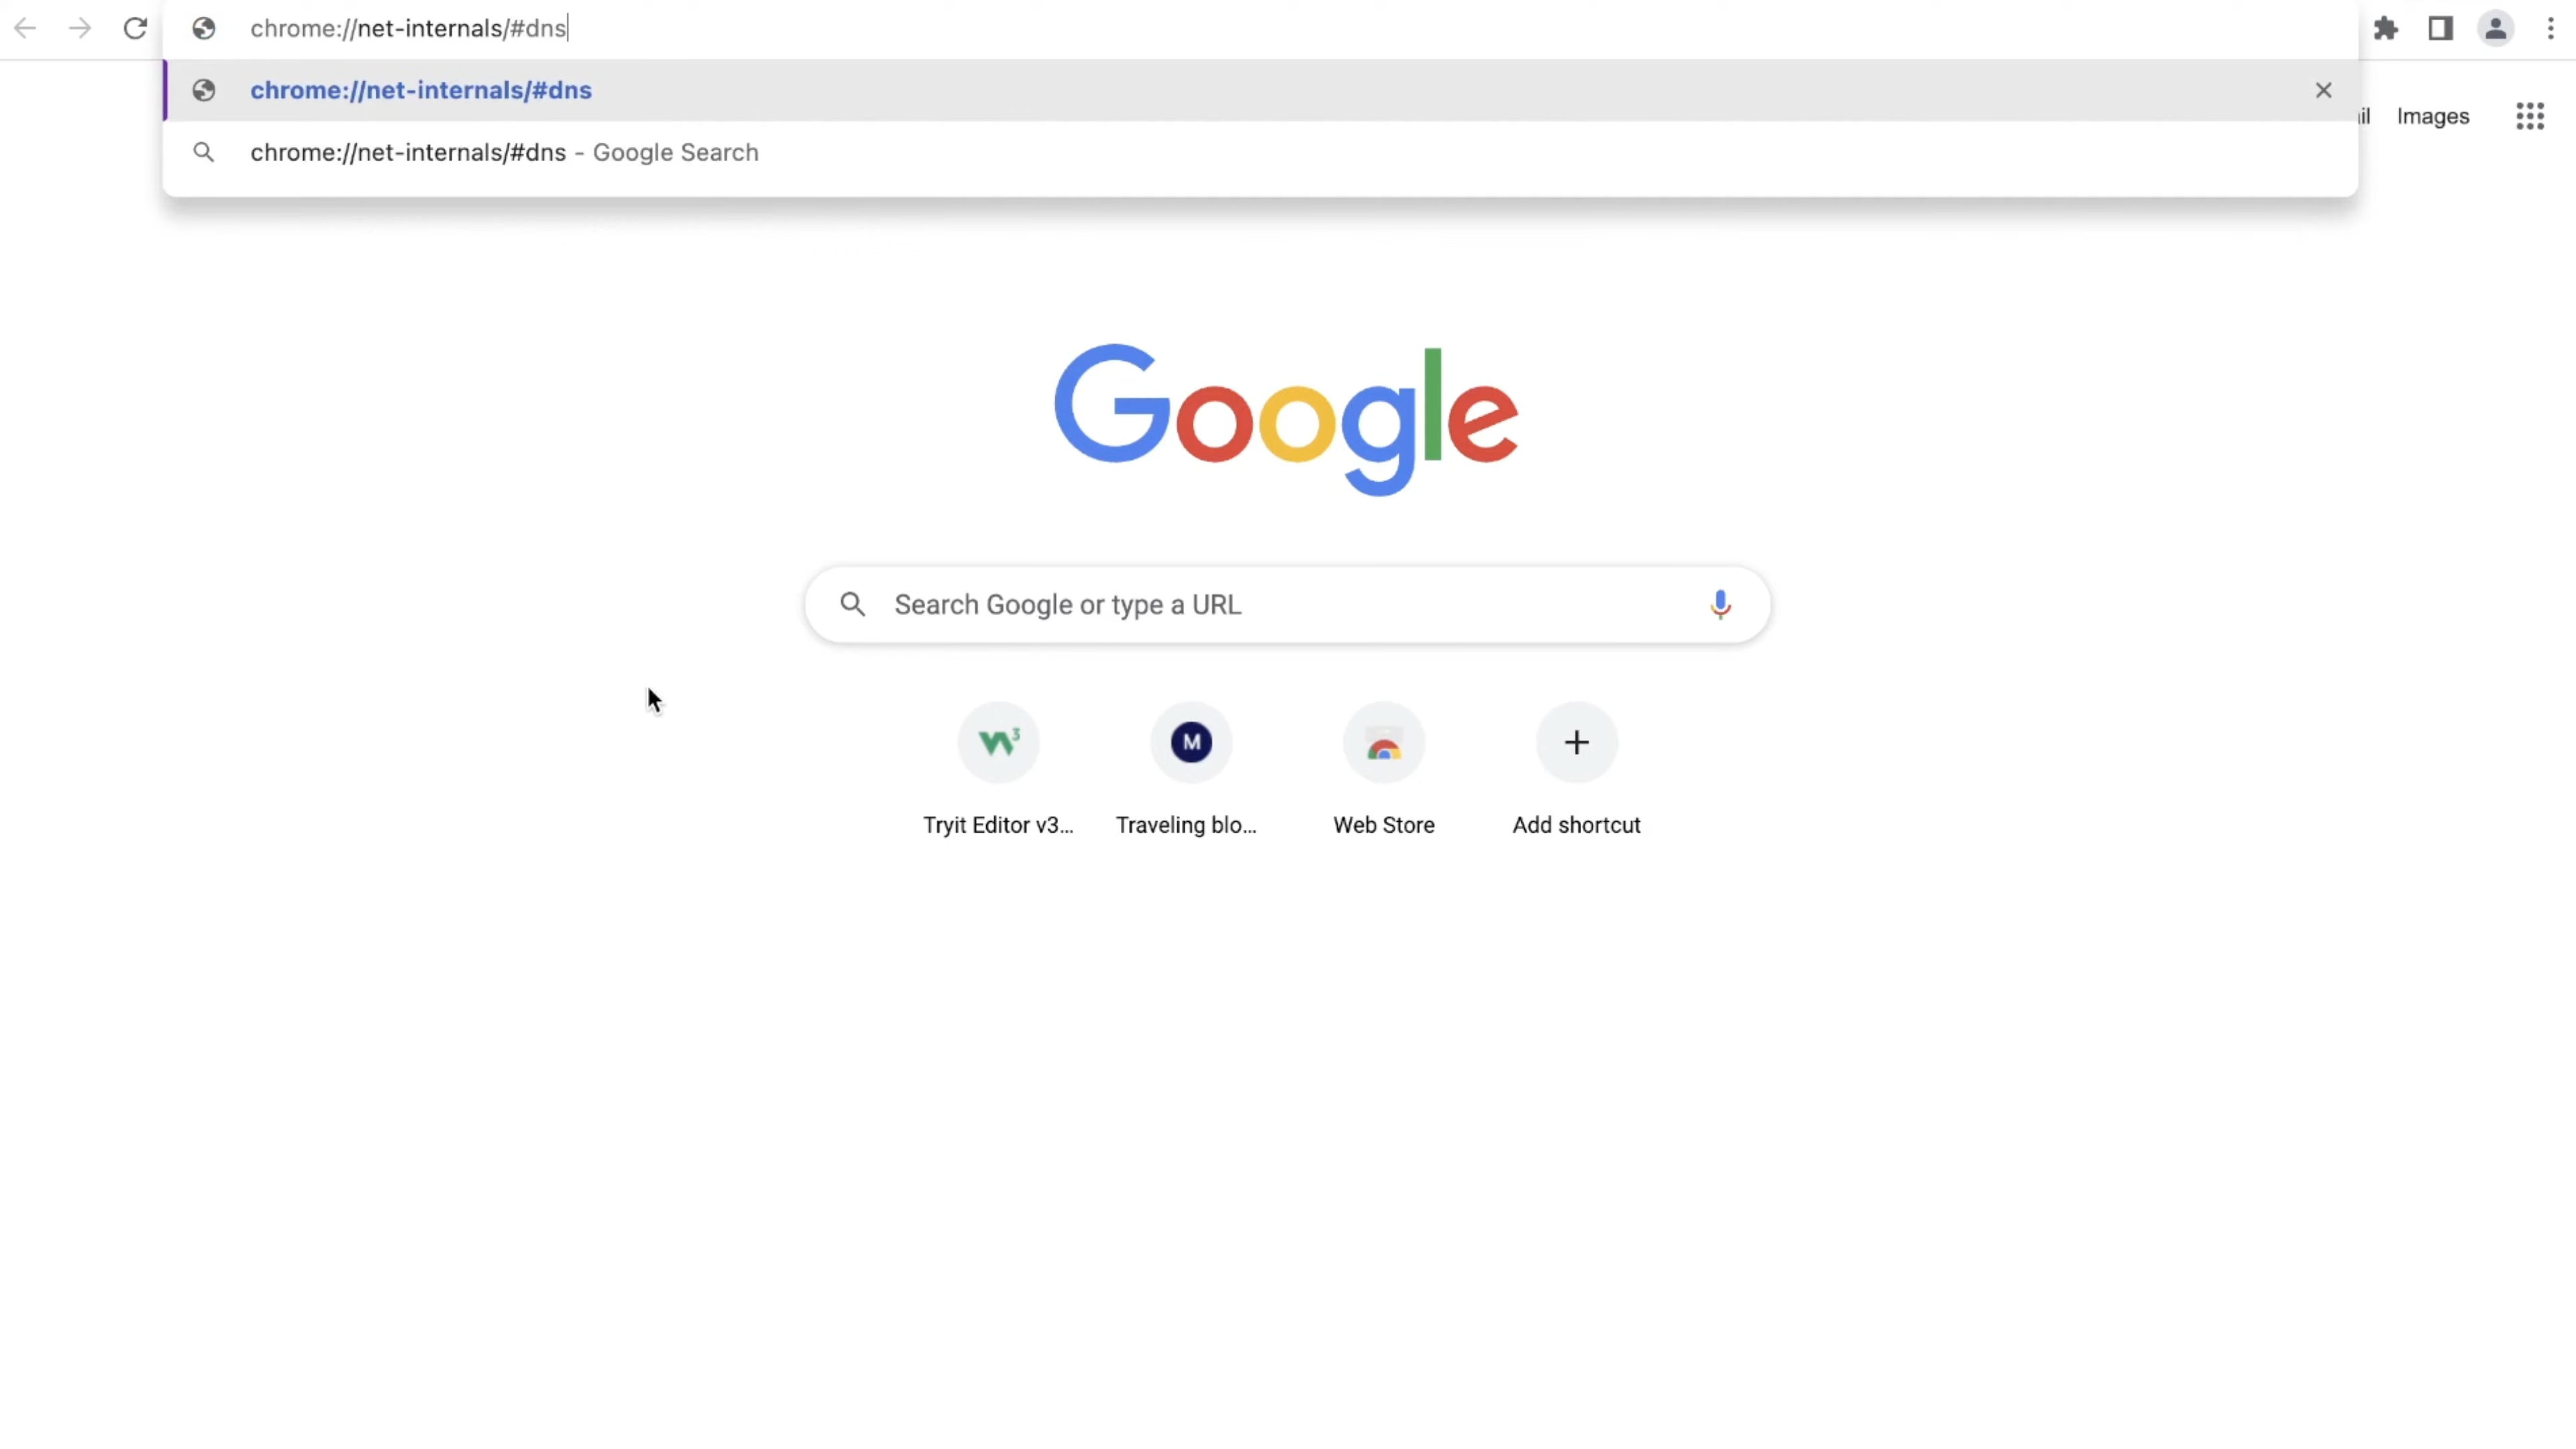 chrome://net-internals/#dns
chrome://net-internals/#dns
chrome://net-internals/#dns - Google Search
Images
Google
Search Google or type a URL
M
Tryit Editor v3...
Traveling blo...
Web Store
Add shortcut